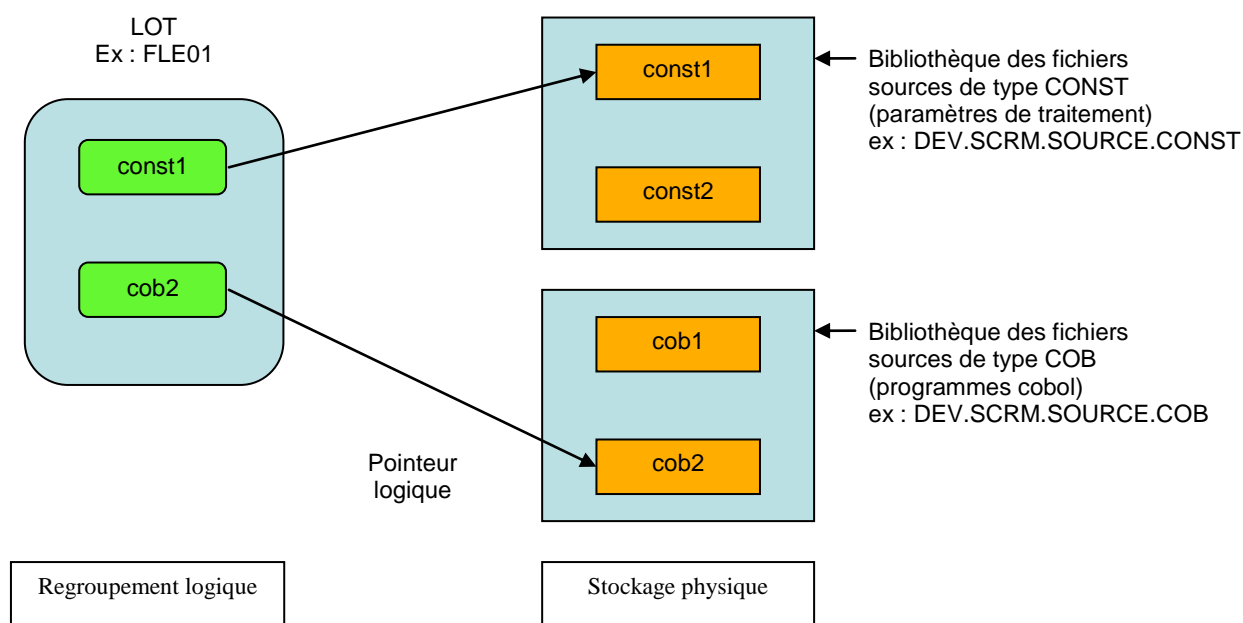 LOT
Ex : FLE01
const1
cob2
const1
const2
Bibliothèque des fichiers
sources de type CONST
(paramètres de traitement)
ex : DEV.SCRM.SOURCE.CONST
cob1
cob2
Bibliothèque des fichiers
sources de type COB
(programmes cobol)
ex : DEV.SCRM.SOURCE.COB
Pointeur
logique
Regroupement logique
Stockage physique